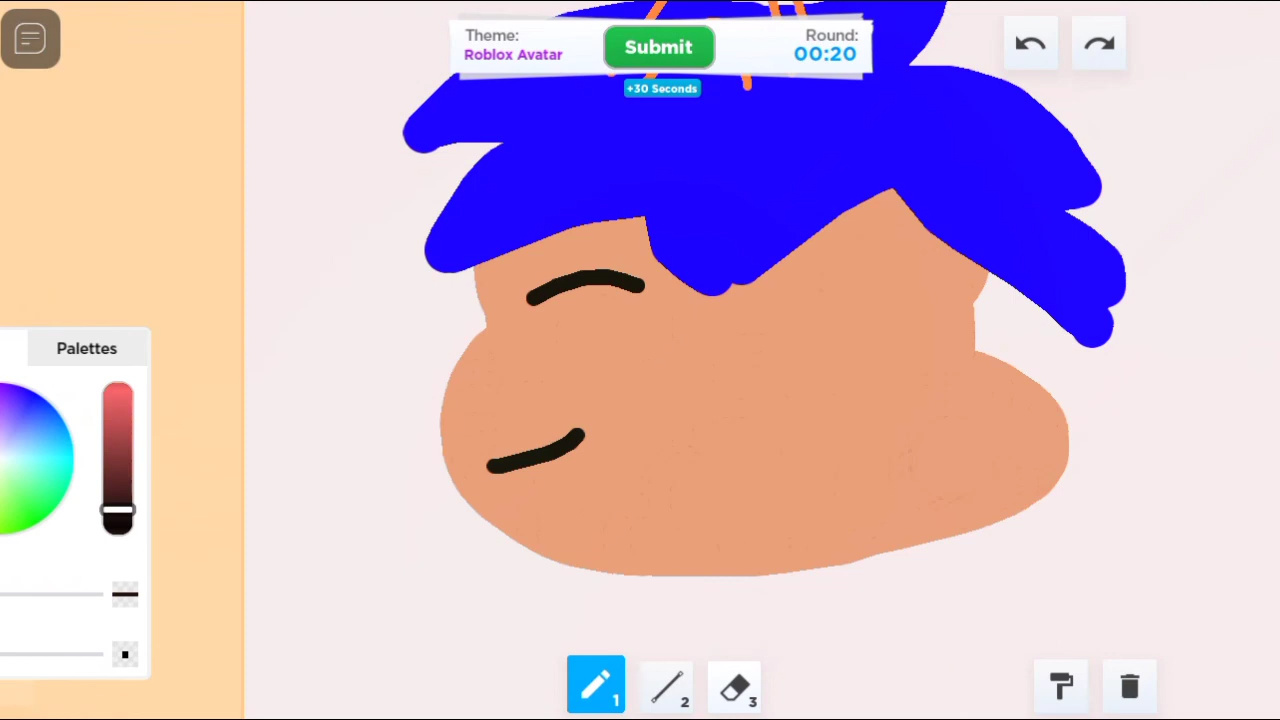 Theme:
Roblox Avatar
Submit
Round:
00:20
+30 Seconds
Palettes
1
2
3